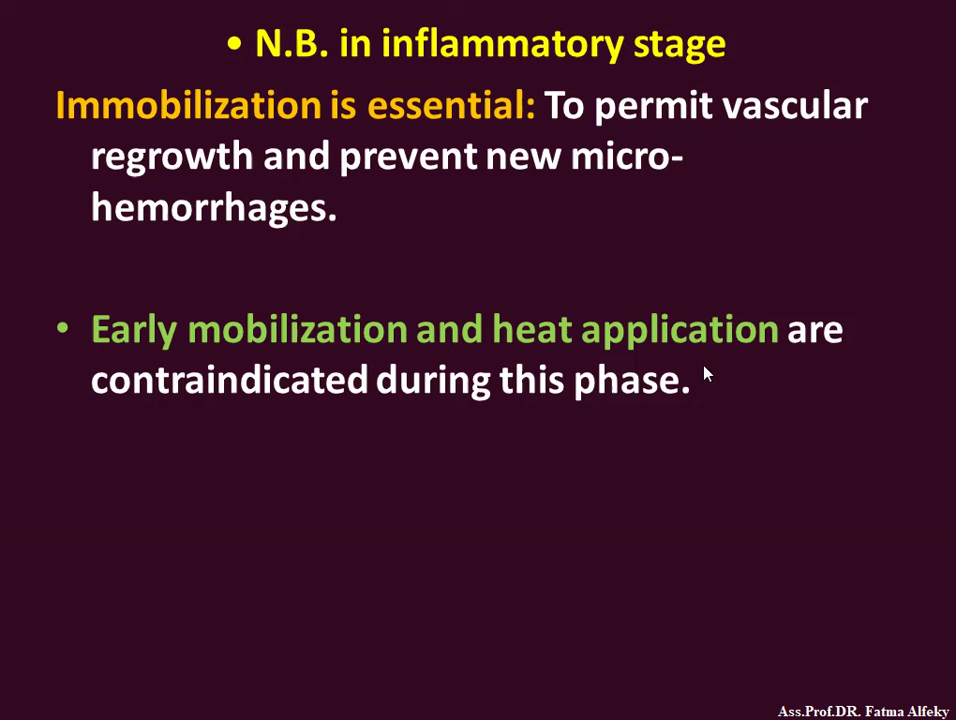 • N.B. in inflammatory stage
Immobilization is essential: To permit vascular
regrowth and prevent new micro-
hemorrhages.
• Early mobilization and heat application are
contraindicated during this phase.
Ass.Prof.DR. Fatma Alfeky